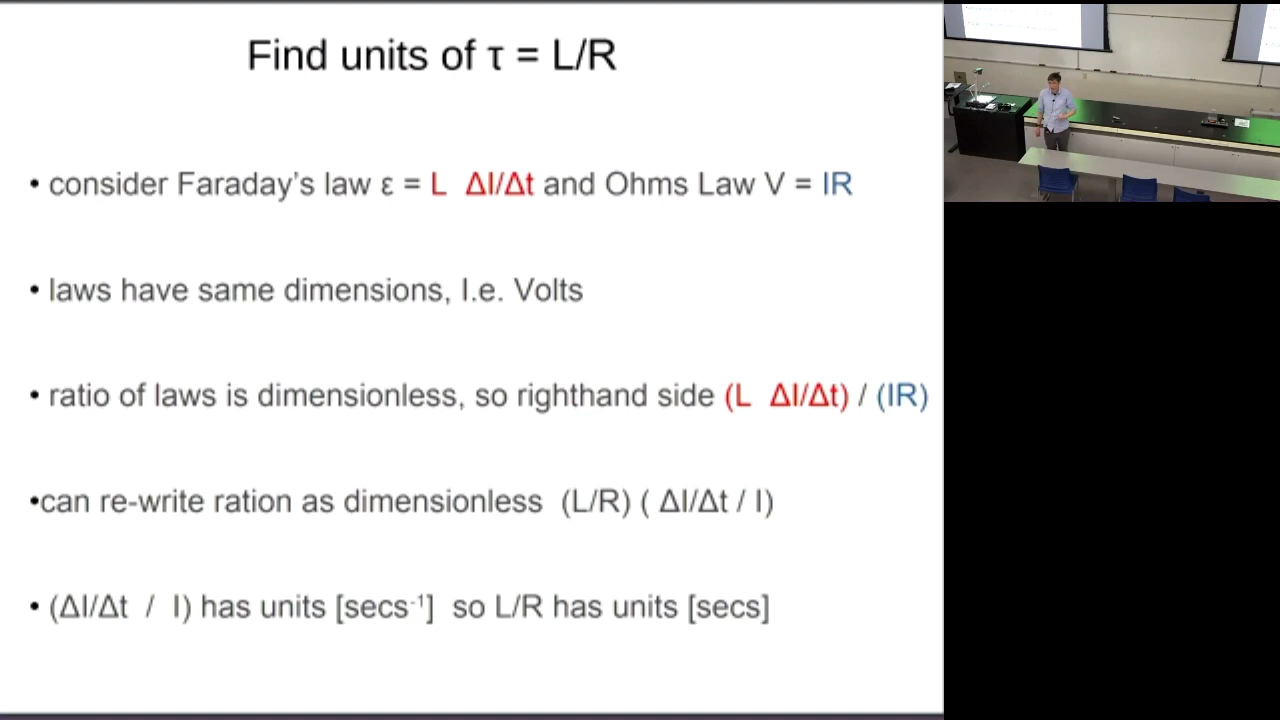 Find units of τ = L/R
• consider Faraday's law ε = L ΔI/Δt and Ohms Law V = IR
• laws have same dimensions, I.e. Volts
• ratio of laws is dimensionless, so righthand side (L ΔI/Δt) / (IR)
•can re-write ration as dimensionless (L/R) ( ΔI/Δt / I)
• (ΔI/Δt / I) has units [secs⁻¹] so L/R has units [secs]